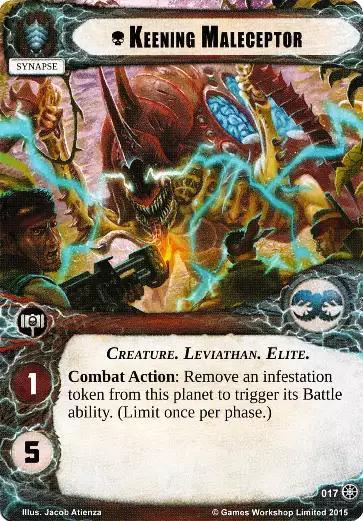 KEENING MALECEPTOR
SYNAPSE
CREATURE. LEVIATHAN. ELITE.
1
Combat Action: Remove an infestation
token from this planet to trigger its Battle
ability. (Limit once per phase.)
5
017
Illus. Jacob Atienza
© Games Workshop Limited 2015